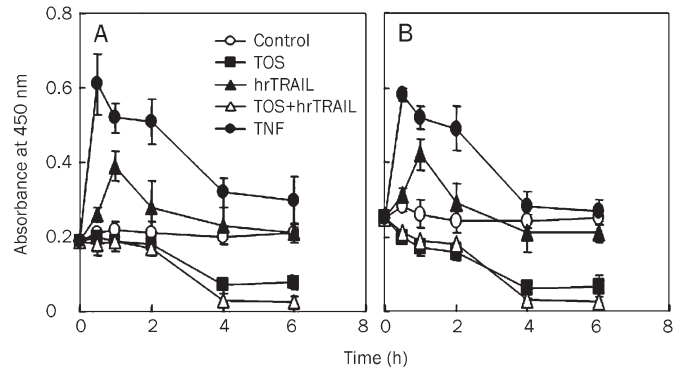 A
B
Control
TOS
hrTRAIL
TOS+hrTRAIL
TNF
Absorbance at 450 nm
0.8
0.6
0.4
0.2
0
0 2 4 6 8
0 2 4 6 8
Time (h)